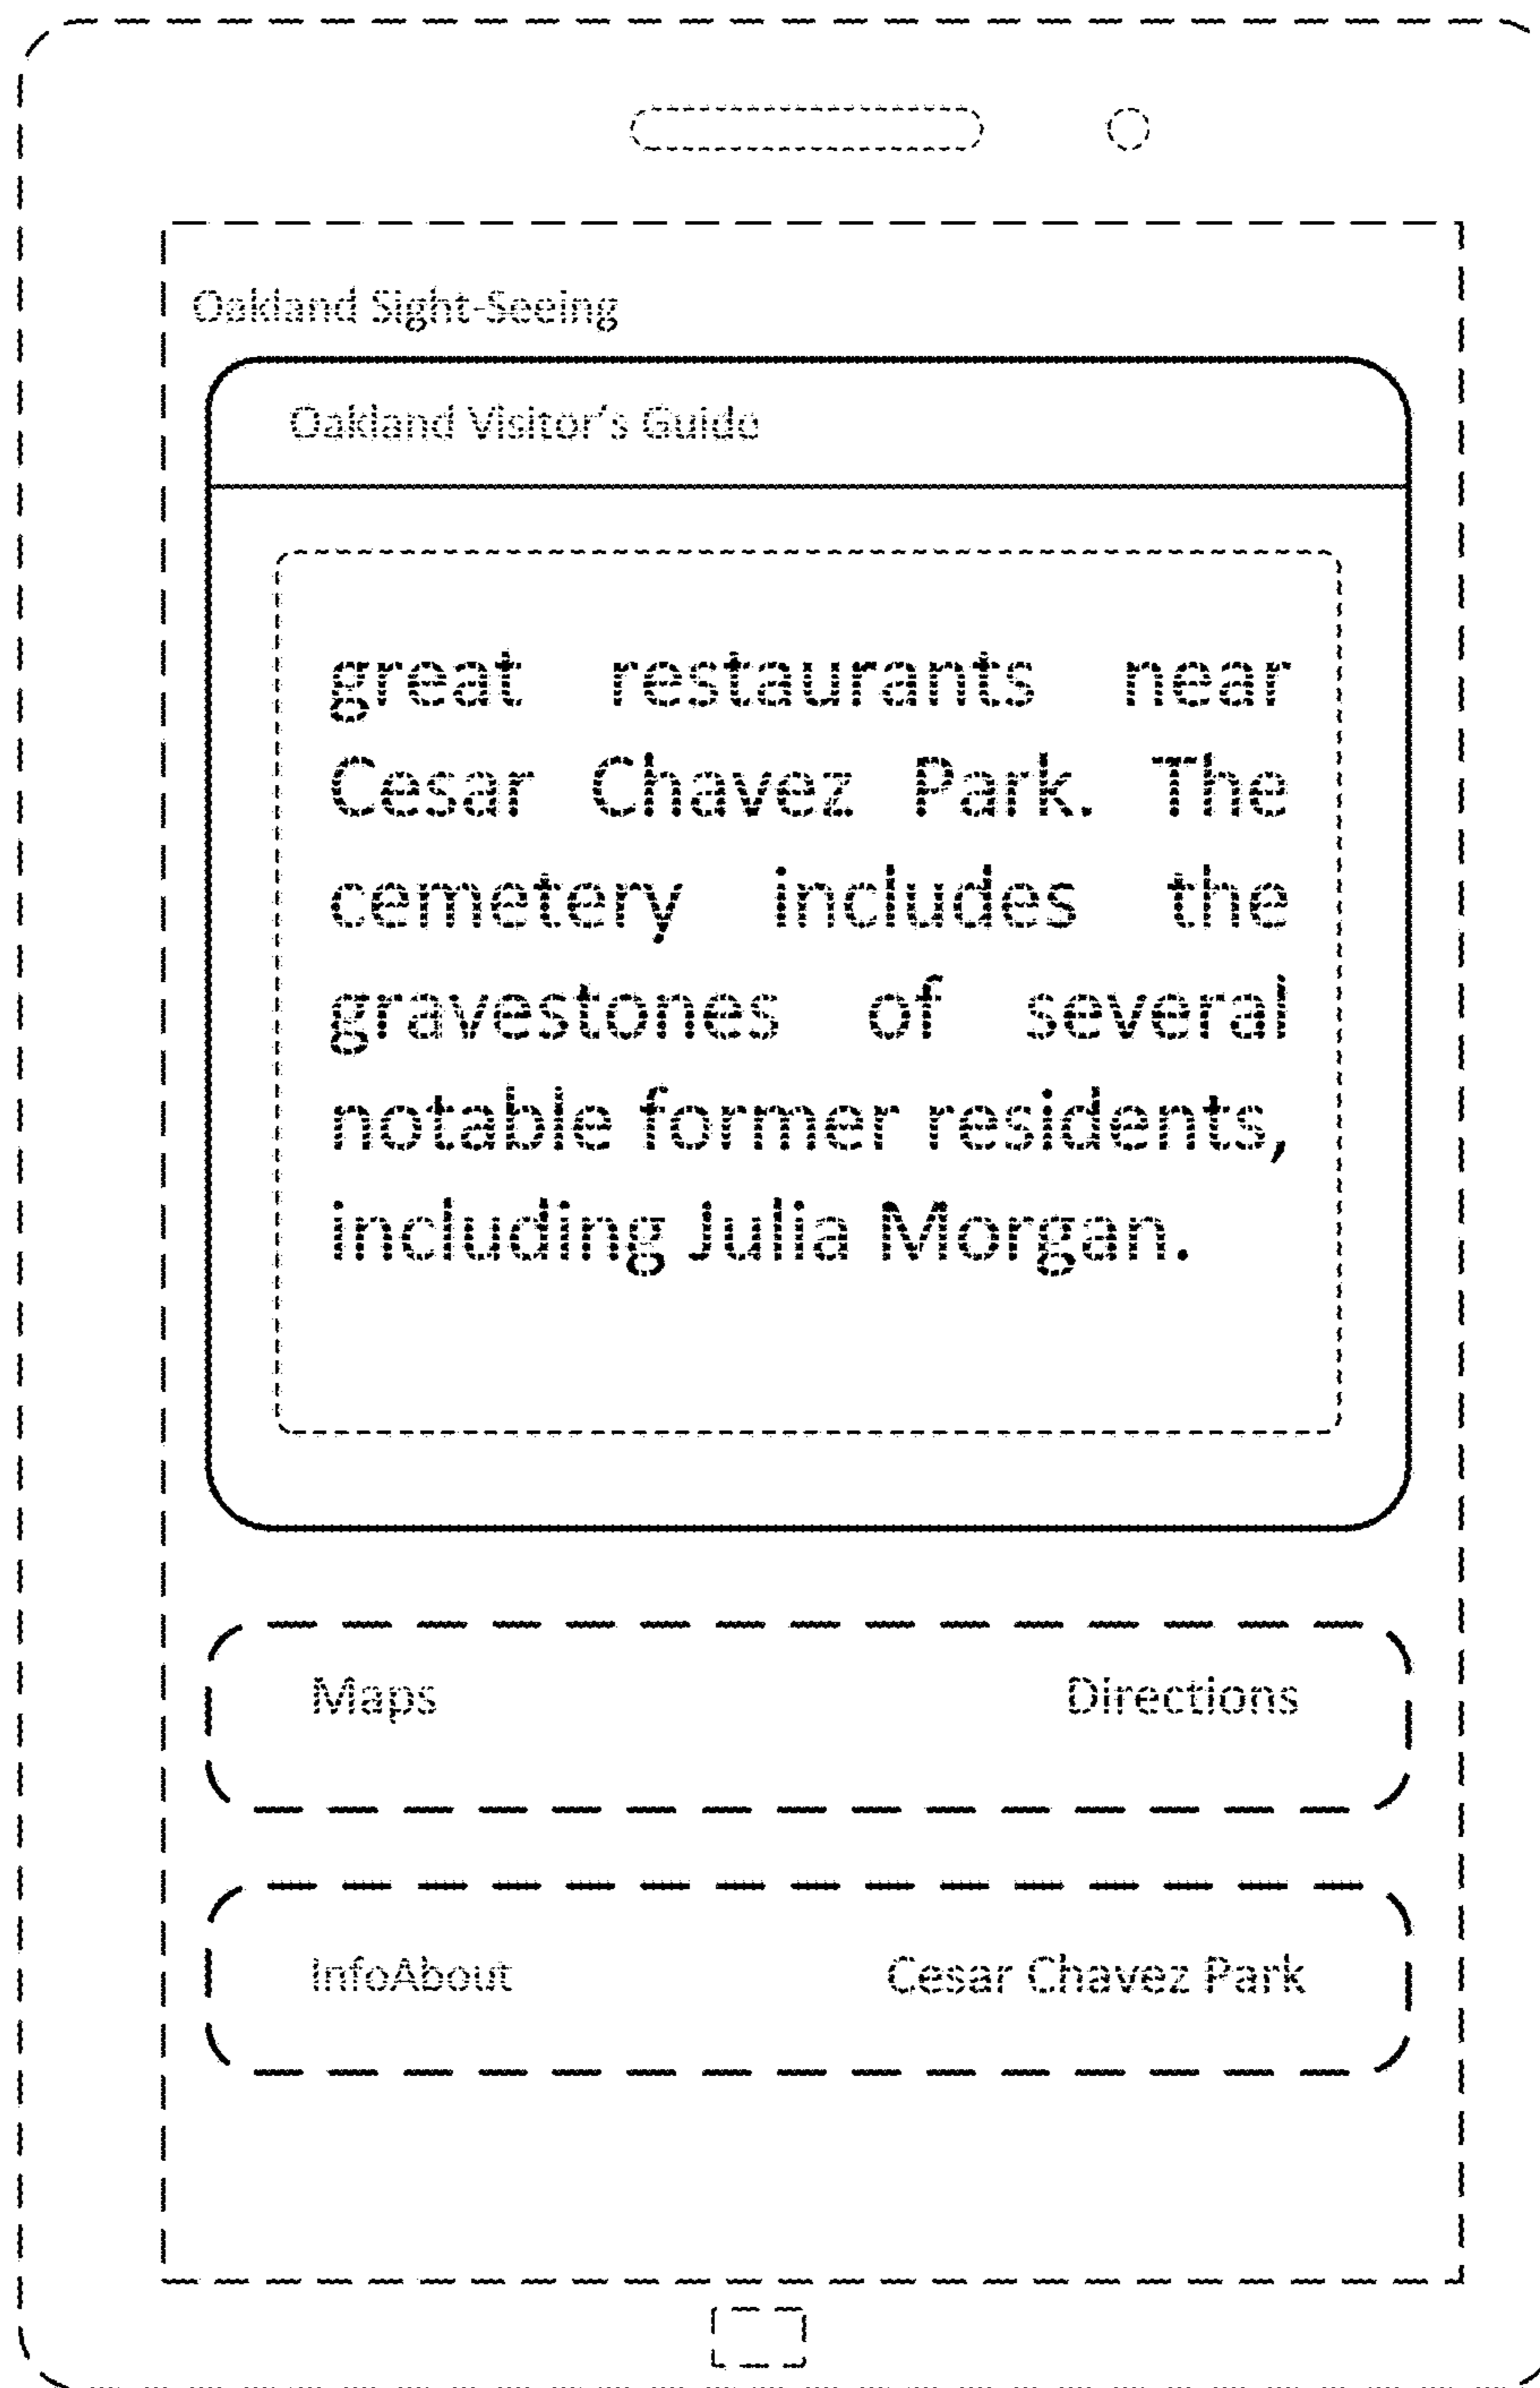 Oakland Sight-Seeing
Oakland Visitor's Guide
great restaurants near
Cesar Chavez Park. The
cemetery includes the
gravestones of several
notable former residents,
including Julia Morgan.
Maps Directions
InfoAbout Cesar Chavez Park